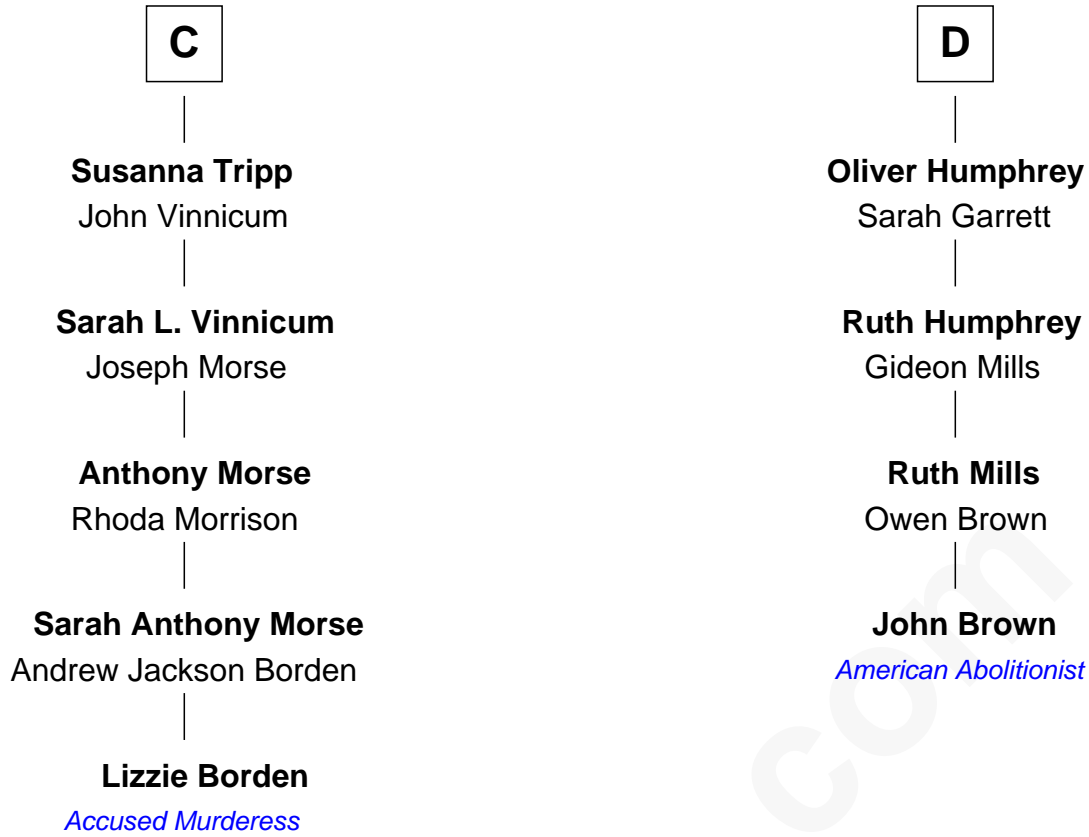 C
Susanna Tripp
John Vinnicum
Sarah L. Vinnicum
Joseph Morse
Anthony Morse
Rhoda Morrison
Sarah Anthony Morse
Andrew Jackson Borden
Lizzie Borden
Accused Murderess
D
Oliver Humphrey
Sarah Garrett
Ruth Humphrey
Gideon Mills
Ruth Mills
Owen Brown
John Brown
American Abolitionist
com